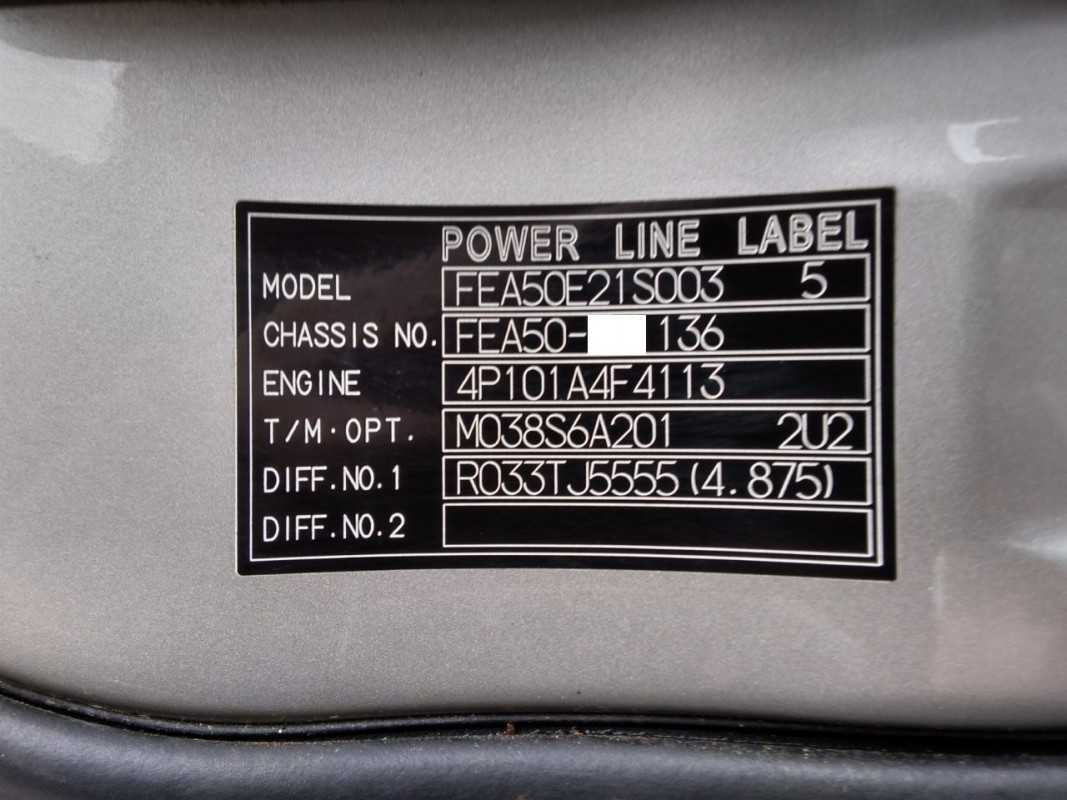 POWER LINE LABEL
MODEL FEA50E21S003 5
CHASSIS NO. FEA50- 136
ENGINE 4P101A4F4113
T/M·OPT. M038S6A201 2U2
DIFF.NO.1 R033TJ5555(4.875)
DIFF.NO.2